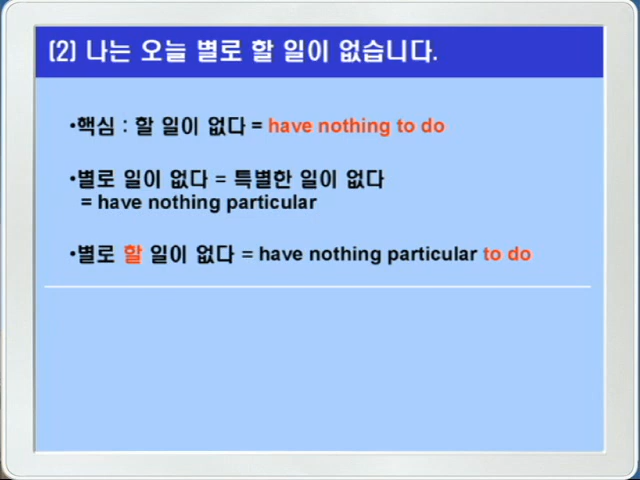 (2) 나는 오늘 별로 할 일이 없습니다.
•핵심 : 할 일이 없다 = have nothing to do
•별로 일이 없다 = 특별한 일이 없다
= have nothing particular
•별로 할 일이 없다 = have nothing particular to do